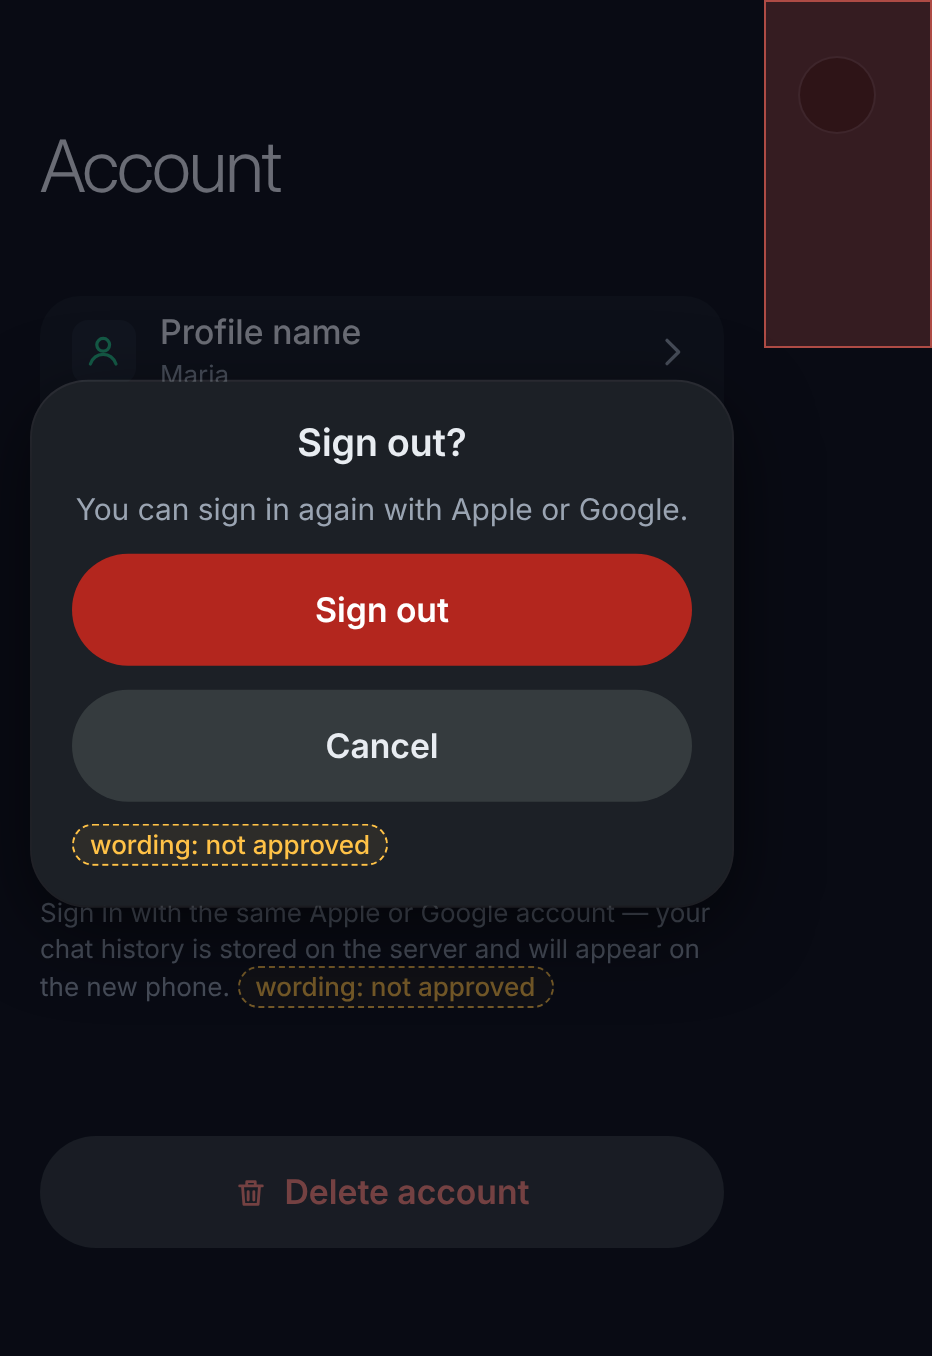 Account
Profile name
Maria
Sign out?
You can sign in again with Apple or Google.
Sign out
Cancel
wording: not approved
Sign in with the same Apple or Google account — your
chat history is stored on the server and will appear on
the new phone. wording: not approved
Delete account